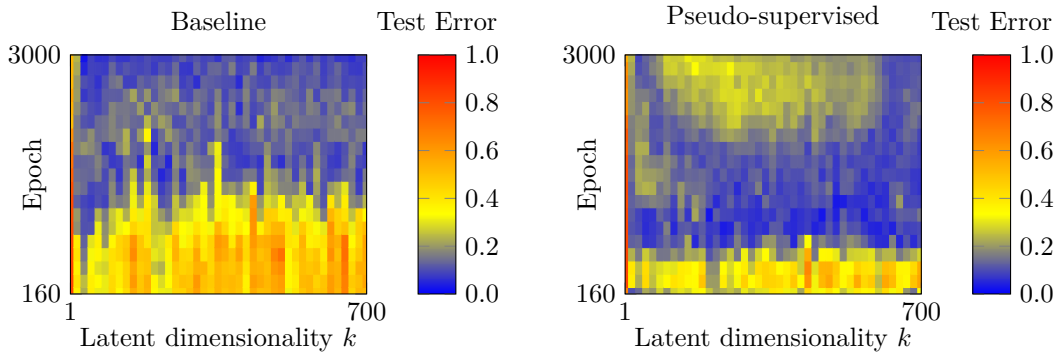 Baseline
Test Error
3000
160
1
700
Epoch
Latent dimensionality k
1.0
0.8
0.6
0.4
0.2
0.0
Pseudo-supervised
Test Error
3000
160
1
700
Epoch
Latent dimensionality k
1.0
0.8
0.6
0.4
0.2
0.0